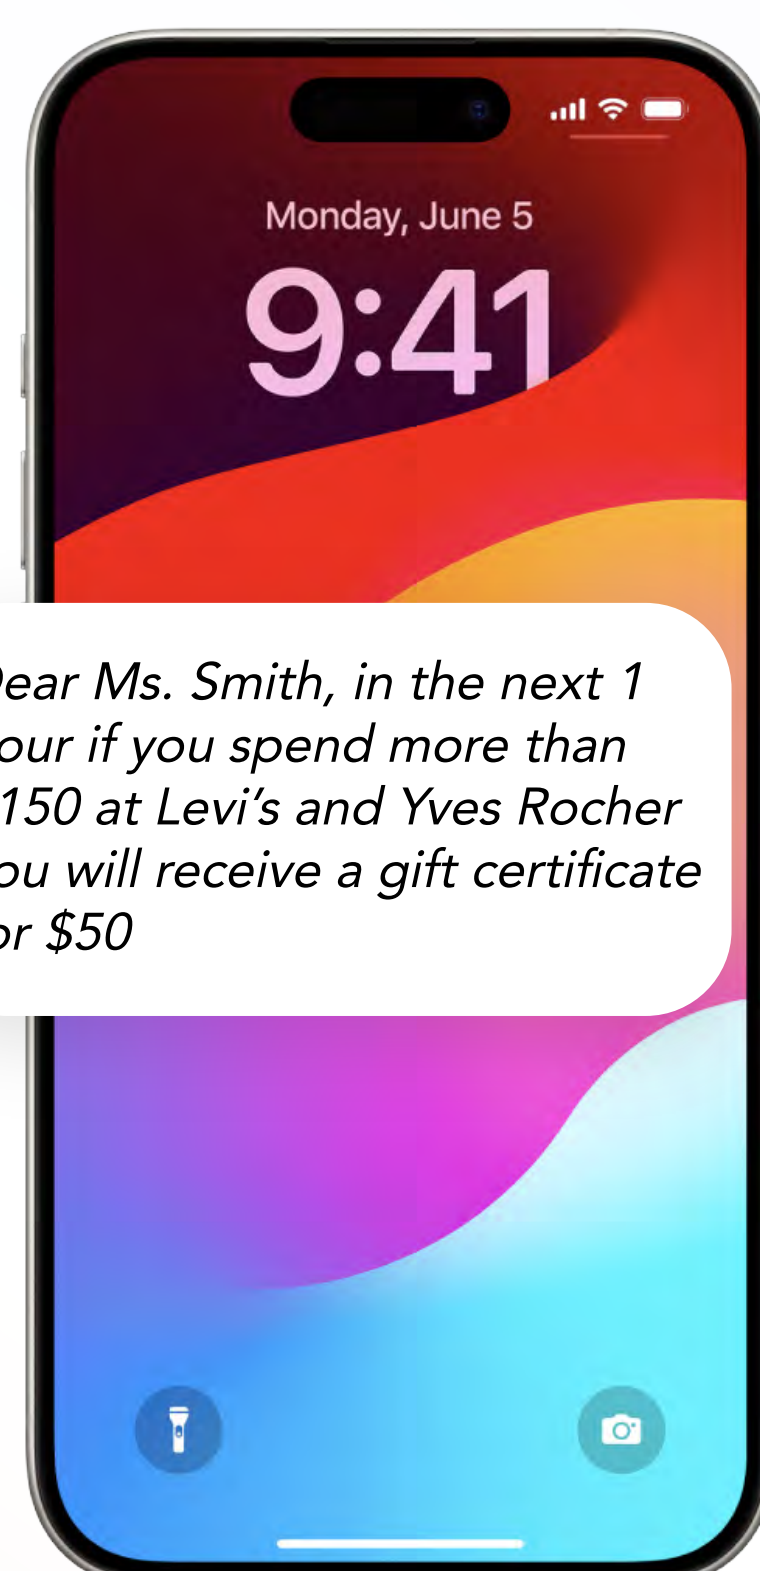 Monday, June 5
9:41
ear Ms. Smith, in the next 1
our if you spend more than
150 at Levi's and Yves Rocher
ou will receive a gift certificate
or $50